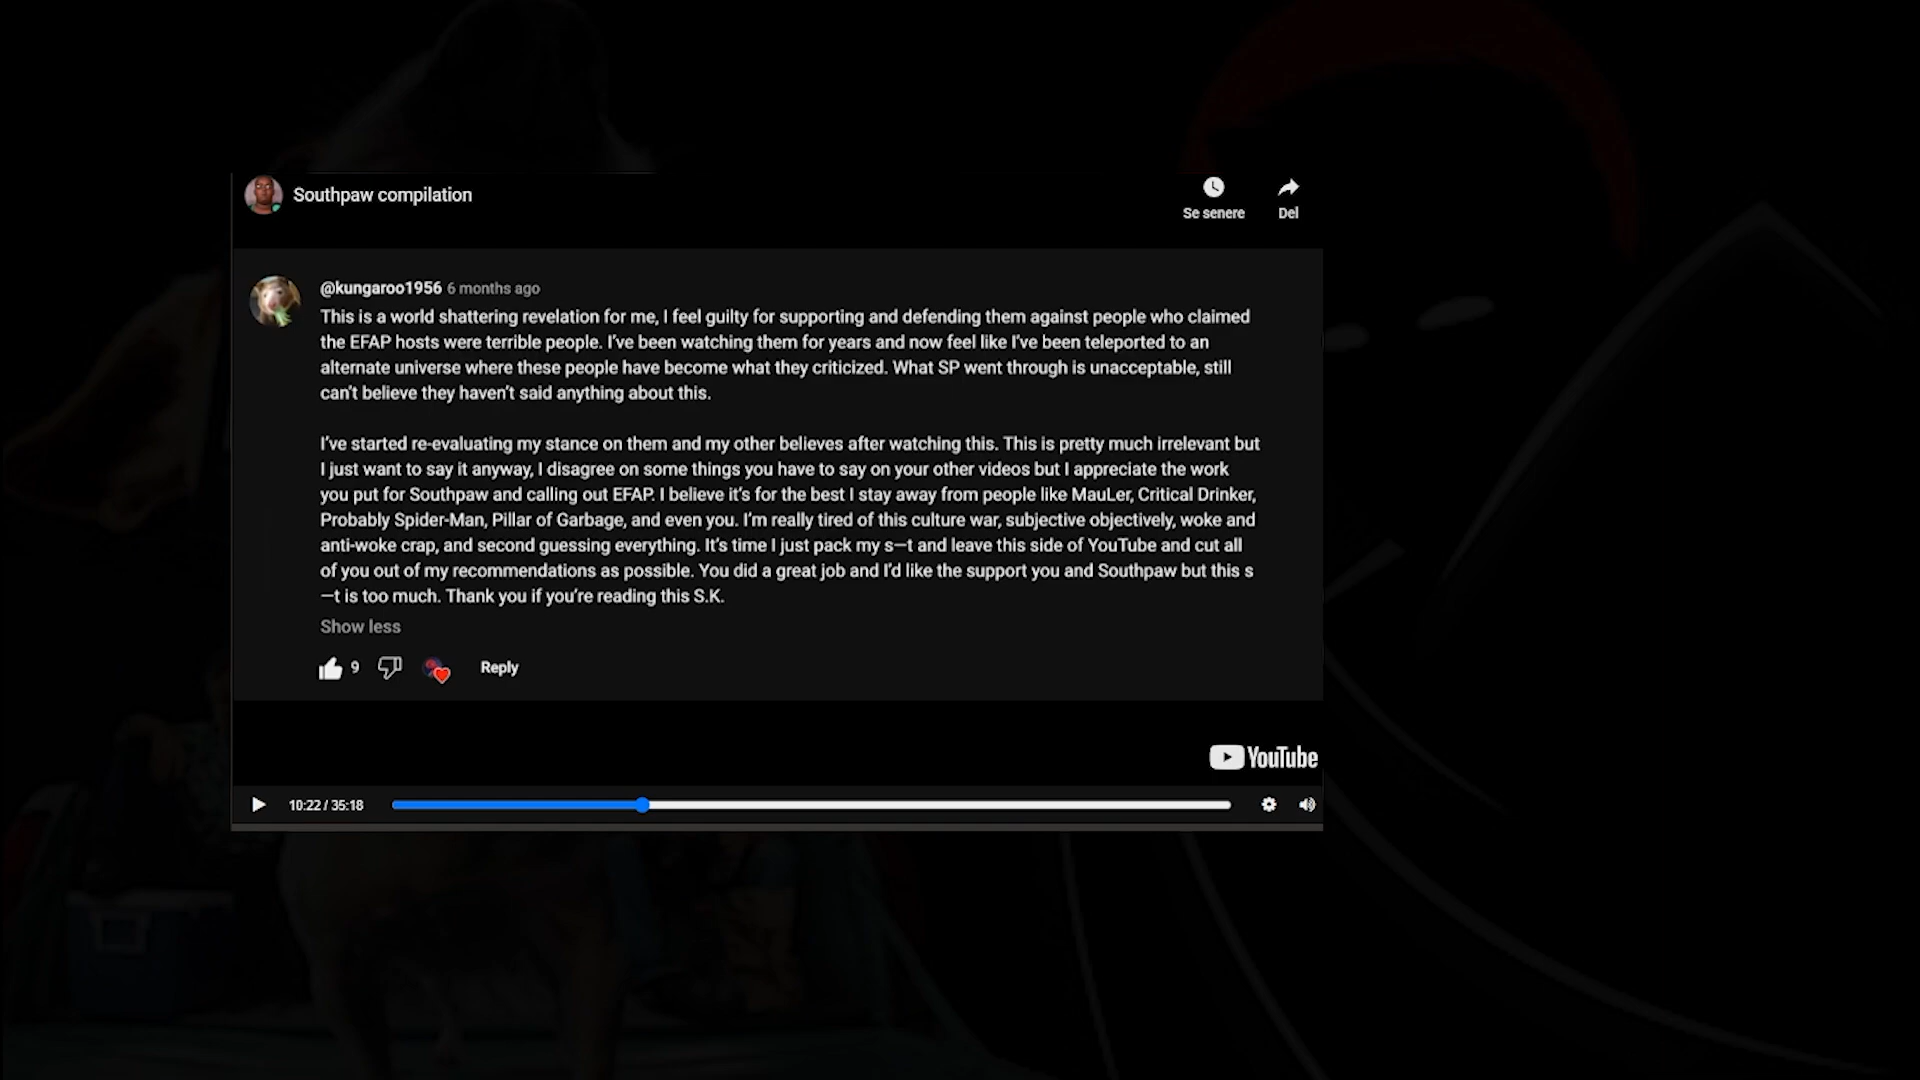 Southpaw compilation
Se senere
Del
@kungaroo1956 6 months ago
This is a world shattering revelation for me, I feel guilty for supporting and defending them against people who claimed
the EFAP hosts were terrible people. I've been watching them for years and now feel like I've been teleported to an
alternate universe where these people have become what they criticized. What SP went through is unacceptable, still
can't believe they haven't said anything about this.
I've started re-evaluating my stance on them and my other believes after watching this. This is pretty much irrelevant but
I just want to say it anyway, I disagree on some things you have to say on your other videos but I appreciate the work
you put for Southpaw and calling out EFAP. I believe it's for the best I stay away from people like MauLer, Critical Drinker,
Probably Spider-Man, Pillar of Garbage, and even you. I'm really tired of this culture war, subjective objectively, woke and
anti-woke crap, and second guessing everything. It's time I just pack my s—t and leave this side of YouTube and cut all
of you out of my recommendations as possible. You did a great job and I'd like the support you and Southpaw but this s
—t is too much. Thank you if you're reading this S.K.
Show less
9
Reply
YouTube
10:22 / 35:18